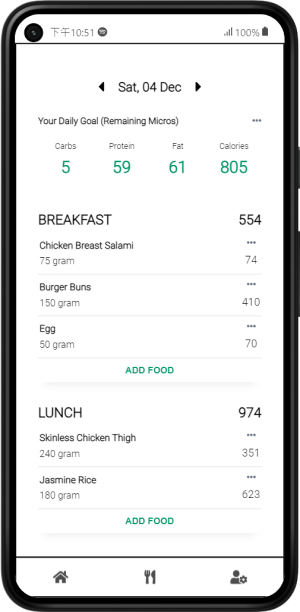 下午10:51 100%
Sat, 04 Dec
Your Daily Goal (Remaining Micros)
Carbs Protein Fat Calories
5 59 61 805
BREAKFAST 554
Chicken Breast Salami
75 gram 74
Burger Buns
150 gram 410
Egg
50 gram 70
ADD FOOD
LUNCH 974
Skinless Chicken Thigh
240 gram 351
Jasmine Rice
180 gram 623
ADD FOOD